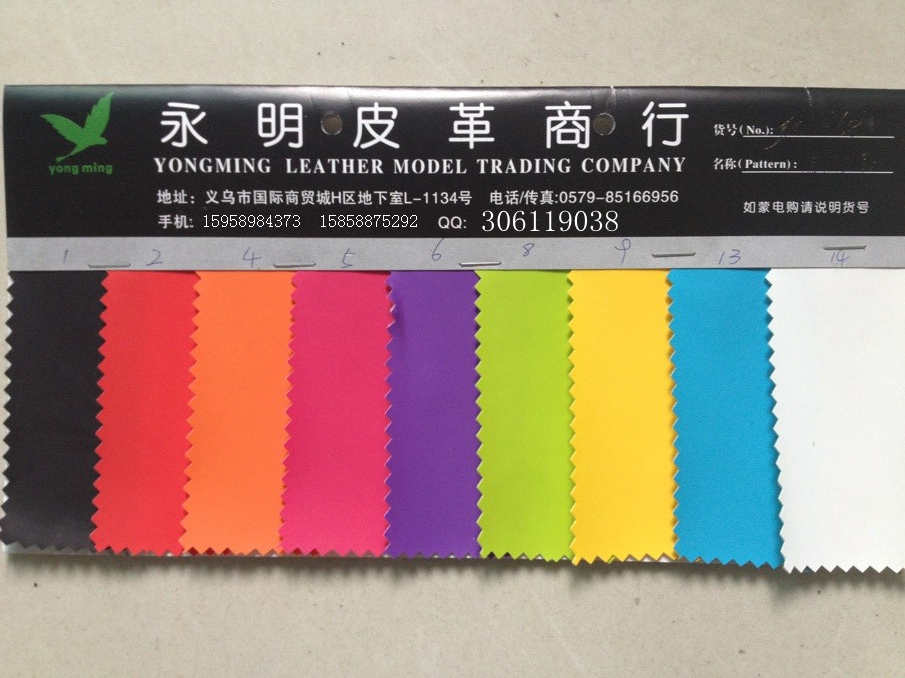 永明皮革商行
yong ming
YONGMING LEATHER MODEL TRADING COMPANY
地址：义乌市国际商贸城H区地下室L-1134号 电话/传真:0579-85166956
手机: 15958984373 15858875292 QQ: 306119038
货号(No.):
名称(Pattern):
如蒙电购请说明货号
1 2 4 5 6 8 9 13 14